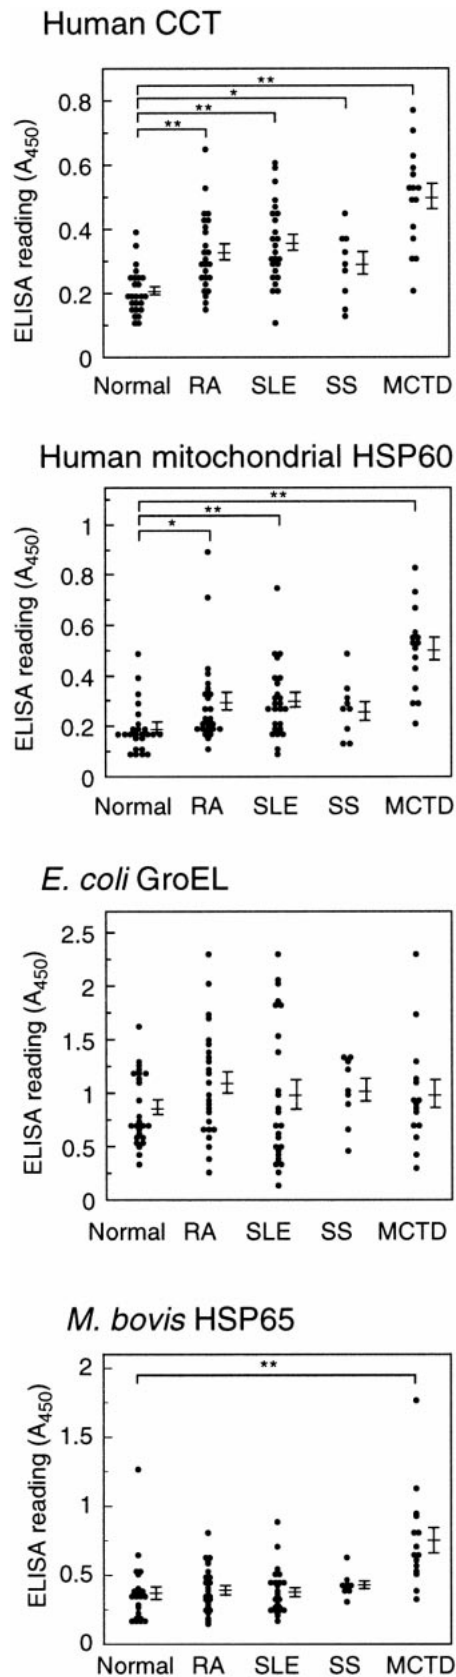 Human CCT
**
*
**
**
ELISA reading (A450)
0.8
0.6
0.4
0.2
0
Normal RA SLE SS MCTD
Human mitochondrial HSP60
**
**
*
ELISA reading (A450)
1
0.8
0.6
0.4
0.2
0
Normal RA SLE SS MCTD
E. coli GroEL
ELISA reading (A450)
2.5
2
1.5
1
0.5
0
Normal RA SLE SS MCTD
M. bovis HSP65
**
ELISA reading (A450)
2
1.5
1
0.5
0
Normal RA SLE SS MCTD